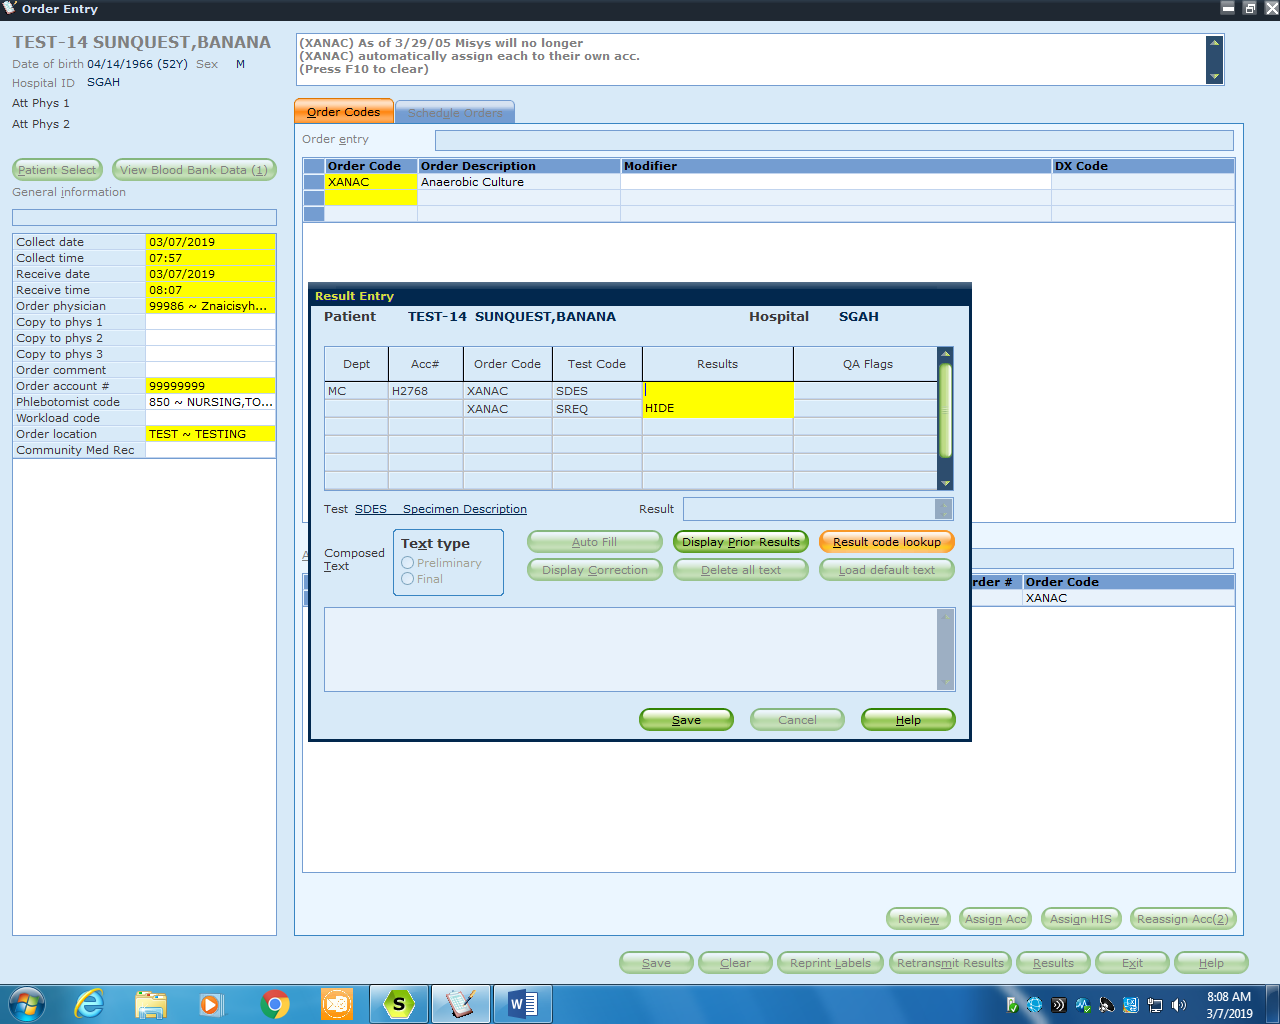 Order Entry
TEST-14 SUNQUEST,BANANA
Date of birth 04/14/1966 (52Y) Sex M
Hospital ID SGAH
Att Phys 1
Att Phys 2
Patient Select View Blood Bank Data (1)
General information
Collect date 03/07/2019
Collect time 07:57
Receive date 03/07/2019
Receive time 08:07
Order physician 99986 ~ Znaicisyh...
Copy to phys 1
Copy to phys 2
Copy to phys 3
Order comment
Order account # 99999999
Phlebotomist code 850 ~ NURSING,TO...
Workload code
Order location TEST ~ TESTING
Community Med Rec
(XANAC) As of 3/29/05 Misys will no longer
(XANAC) automatically assign each to their own acc.
(Press F10 to clear)
Order Codes Schedule Orders
Order entry
Order Code Order Description Modifier DX Code
XANAC Anaerobic Culture
Result Entry
Patient TEST-14 SUNQUEST,BANANA Hospital SGAH
Dept Acc# Order Code Test Code Results QA Flags
MC H2768 XANAC SDES
XANAC SREQ HIDE
Test SDES Specimen Description Result
Composed Text
Text type
Preliminary
Final
Auto Fill Display Prior Results Result code lookup
Display Correction Delete all text Load default text
Save Cancel Help
A
rder # Order Code
XANAC
Review Assign Acc Assign HIS Reassign Acc(2)
Save Clear Reprint Labels Retransmit Results Results Exit Help
S
W
8:08 AM
3/7/2019